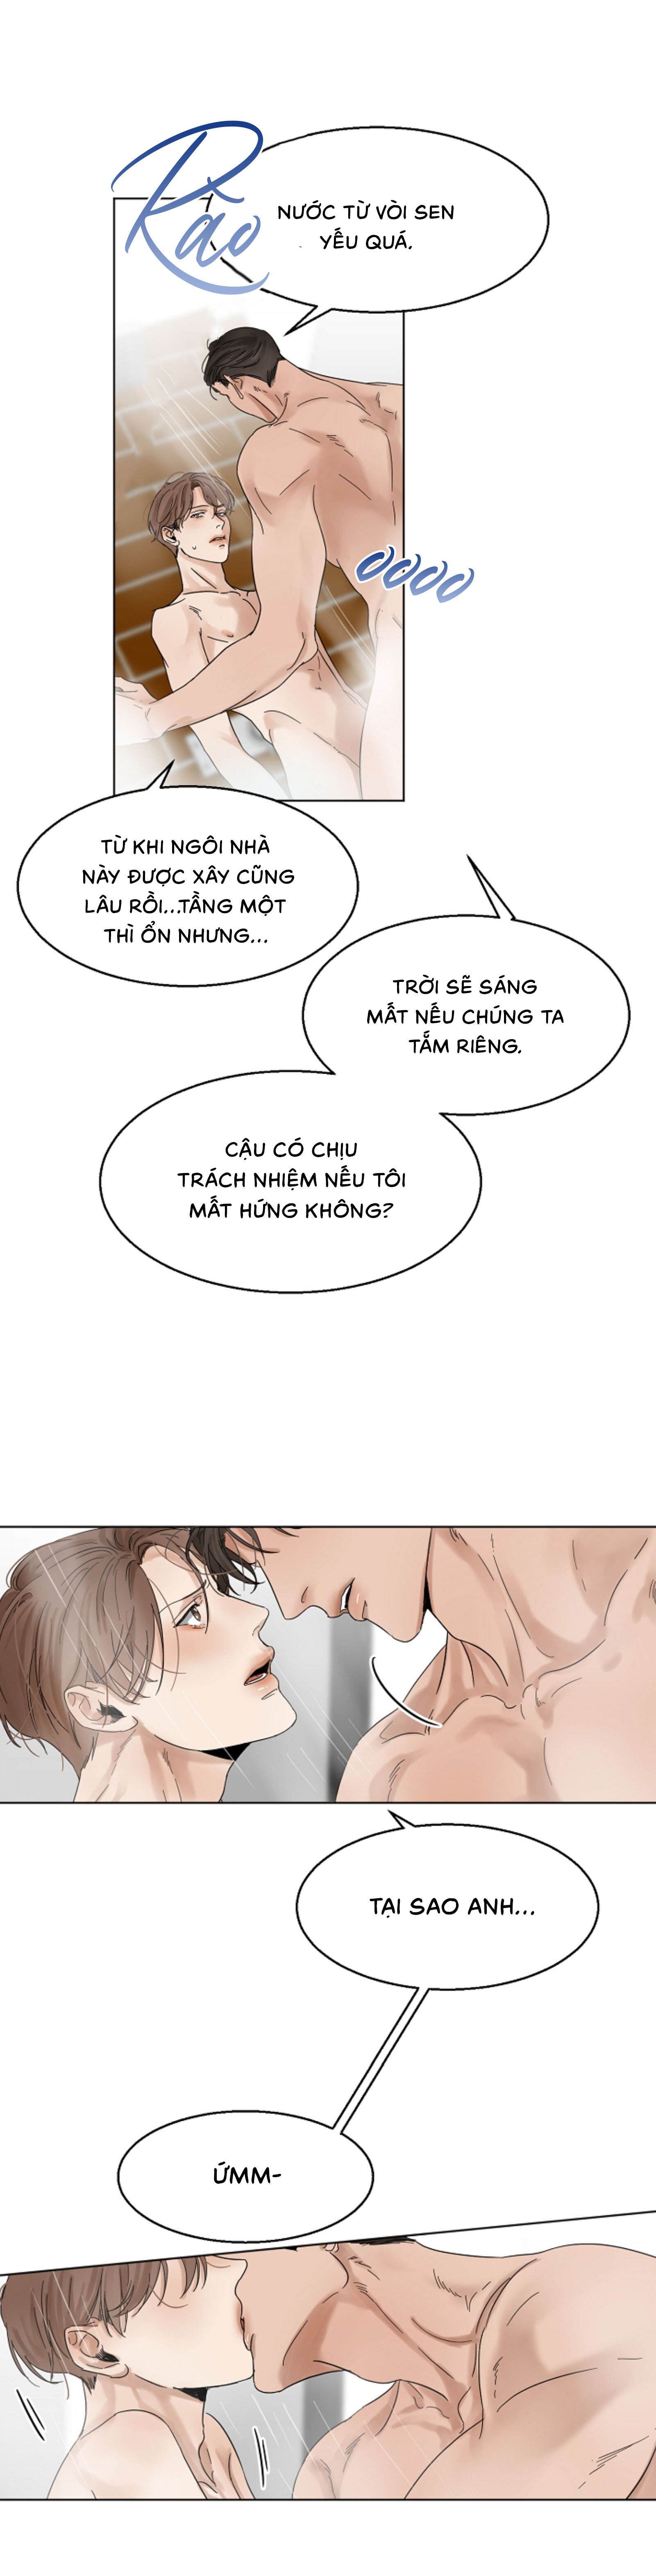 Rào
NƯỚC TỪ VÒI SEN
YẾU QUÁ.
oooo
TỪ KHI NGÔI NHÀ
NÀY ĐƯỢC XÂY CŨNG
LÂU RỒI...TẦNG MỘT
THÌ ỔN NHƯNG...
TRỜI SẼ SÁNG
MẤT NẾU CHÚNG TA
TẮM RIÊNG.
CẬU CÓ CHỊU
TRÁCH NHIỆM NẾU TÔI
MẤT HỨNG KHÔNG?
TẠI SAO ANH...
ỨMM-